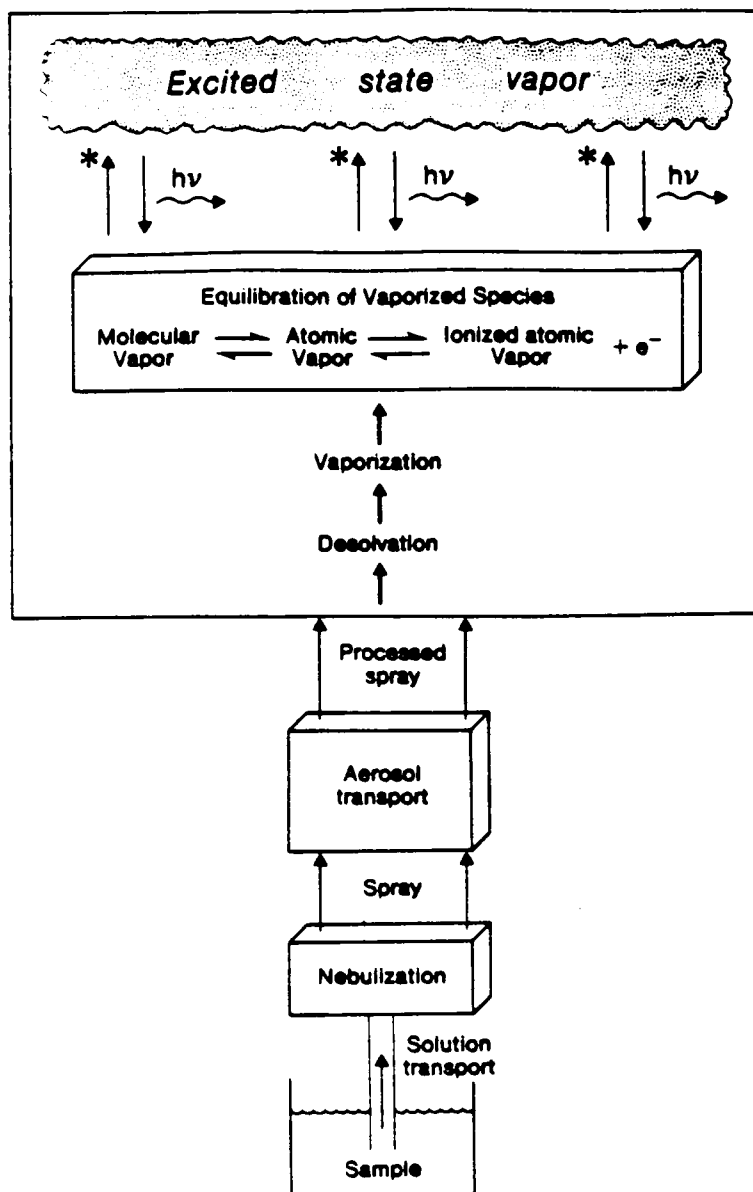 Excited state vapor
* hν * hν * hν
Equilibration of Vaporized Species
Molecular Vapor ⇌ Atomic Vapor ⇌ Ionized atomic Vapor + e⁻
Vaporization
Desolvation
Processed
spray
Aerosol
transport
Spray
Nebulization
Solution
transport
Sample